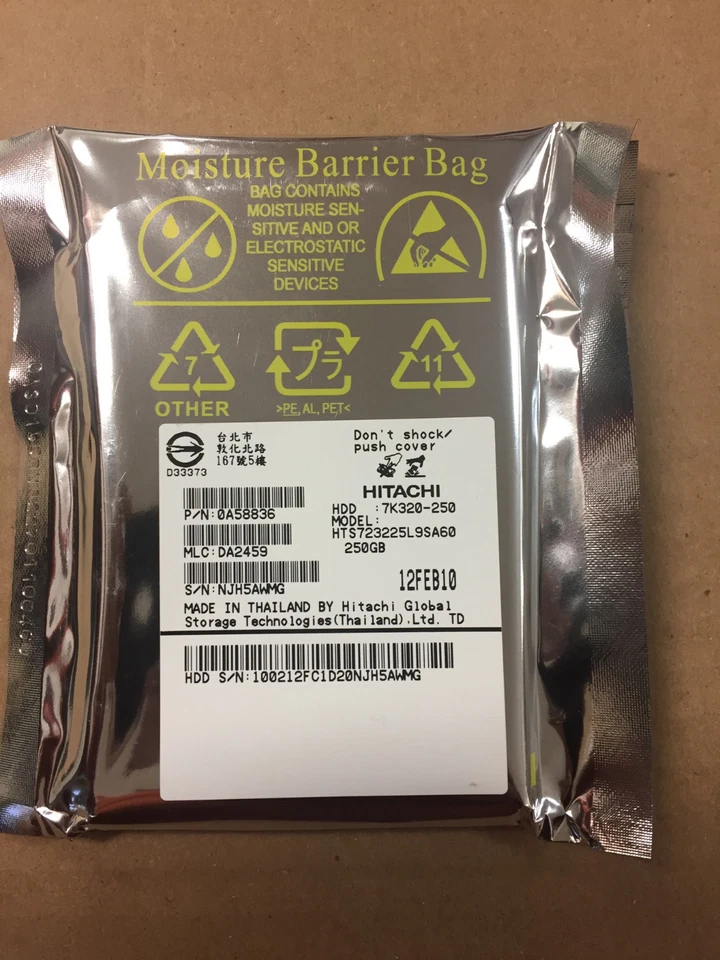 Moisture Barrier Bag
BAG CONTAINS
MOISTURE SEN-
SITIVE AND OR
ELECTROSTATIC
SENSITIVE
DEVICES
7
プラ
11
OTHER
>PE, AL, PET<
台北市
敦化北路
167號5樓
D33373
Don't shock/
push cover
HITACHI
P/N:0A58836
HDD :7K320-250
MODEL:
HTS723225L9SA60
250GB
MLC:DA2459
S/N:NJH5AWMG
12FEB10
MADE IN THAILAND BY Hitachi Global
Storage Technologies(Thailand),Ltd. TD
HDD S/N:100212FC1D20NJH5AWMG